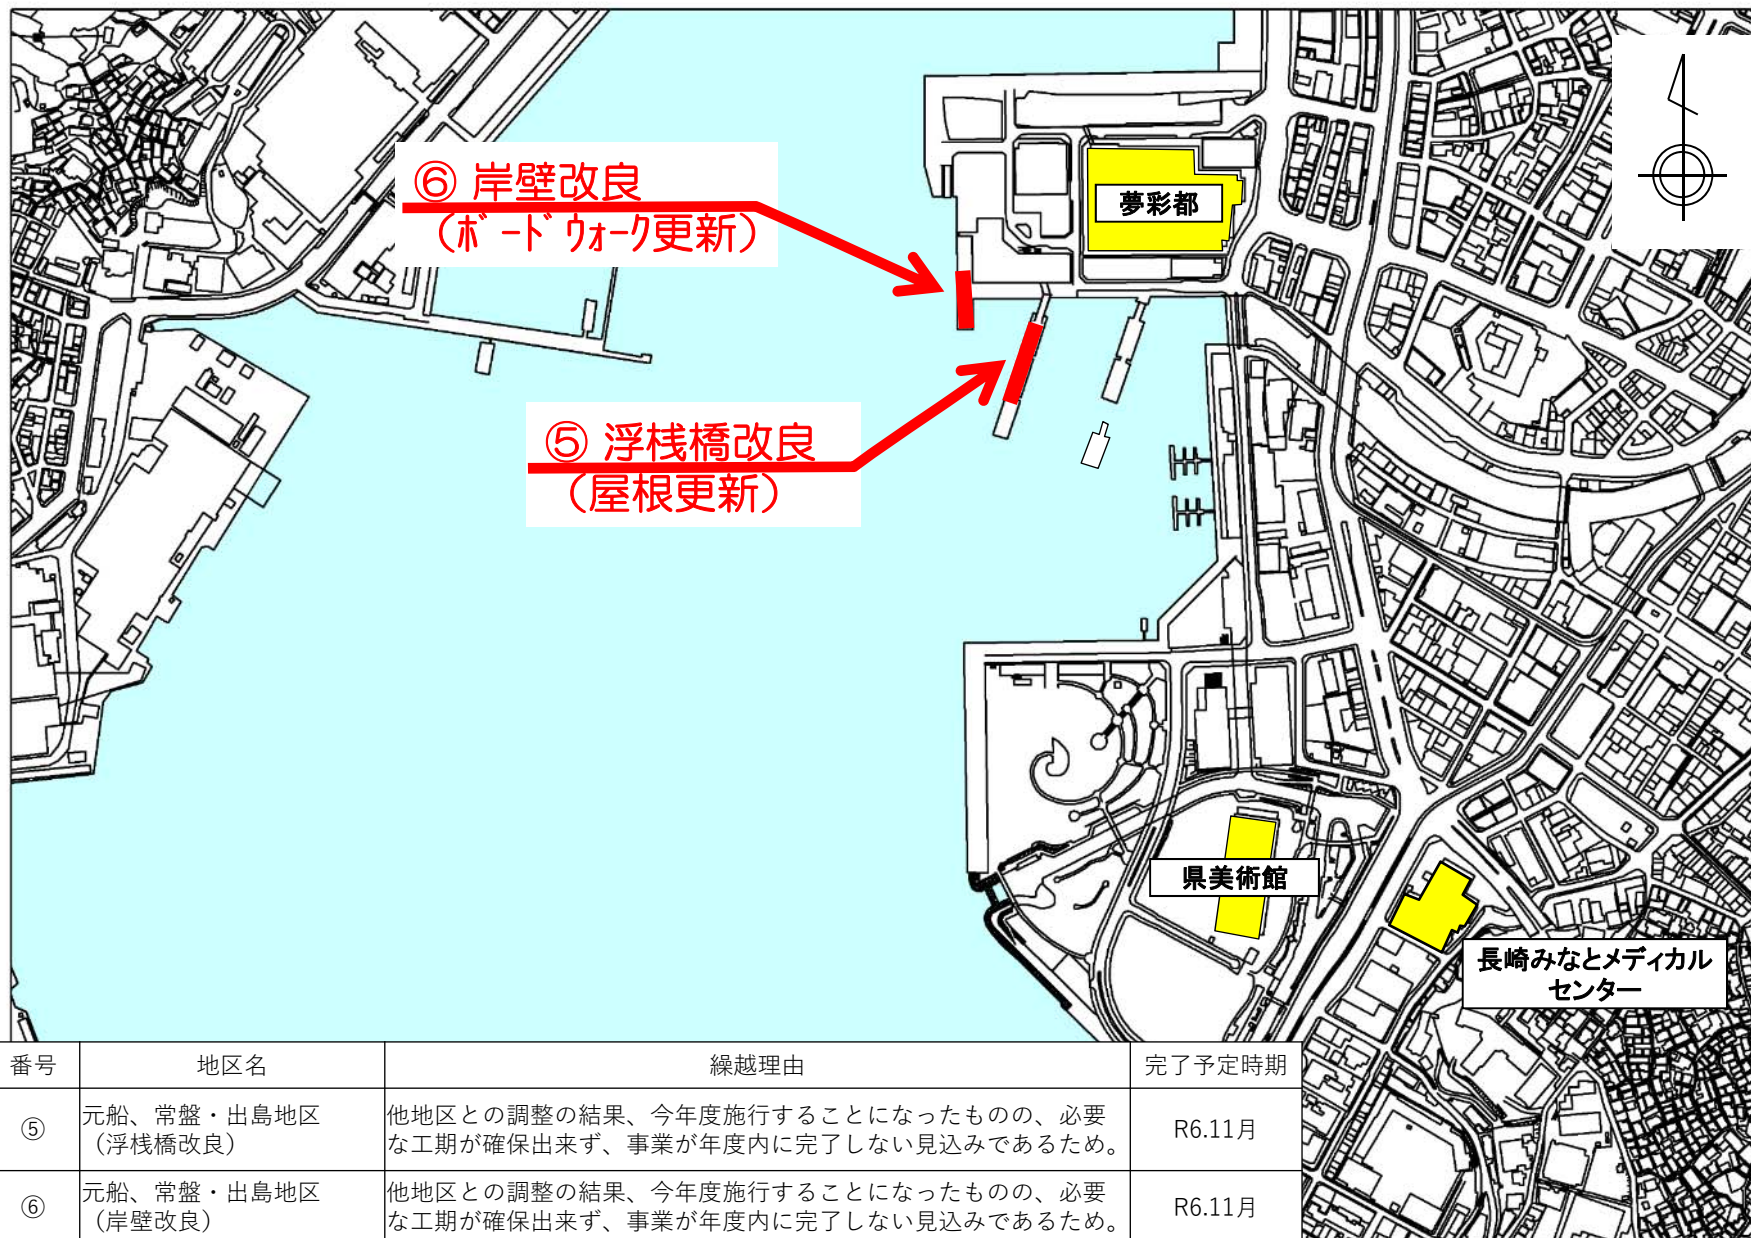 ⑥ 岸壁改良
（ﾎﾞｰﾄﾞｳｫｰｸ更新）
夢彩都
⑤ 浮桟橋改良
（屋根更新）
県美術館
長崎みなとメディカル
センター
番号 地区名 繰越理由 完了予定時期
⑤ 元船、常盤・出島地区
（浮桟橋改良） 他地区との調整の結果、今年度施行することになったものの、必要
な工期が確保出来ず、事業が年度内に完了しない見込みであるため。 R6.11月
⑥ 元船、常盤・出島地区
（岸壁改良） 他地区との調整の結果、今年度施行することになったものの、必要
な工期が確保出来ず、事業が年度内に完了しない見込みであるため。 R6.11月